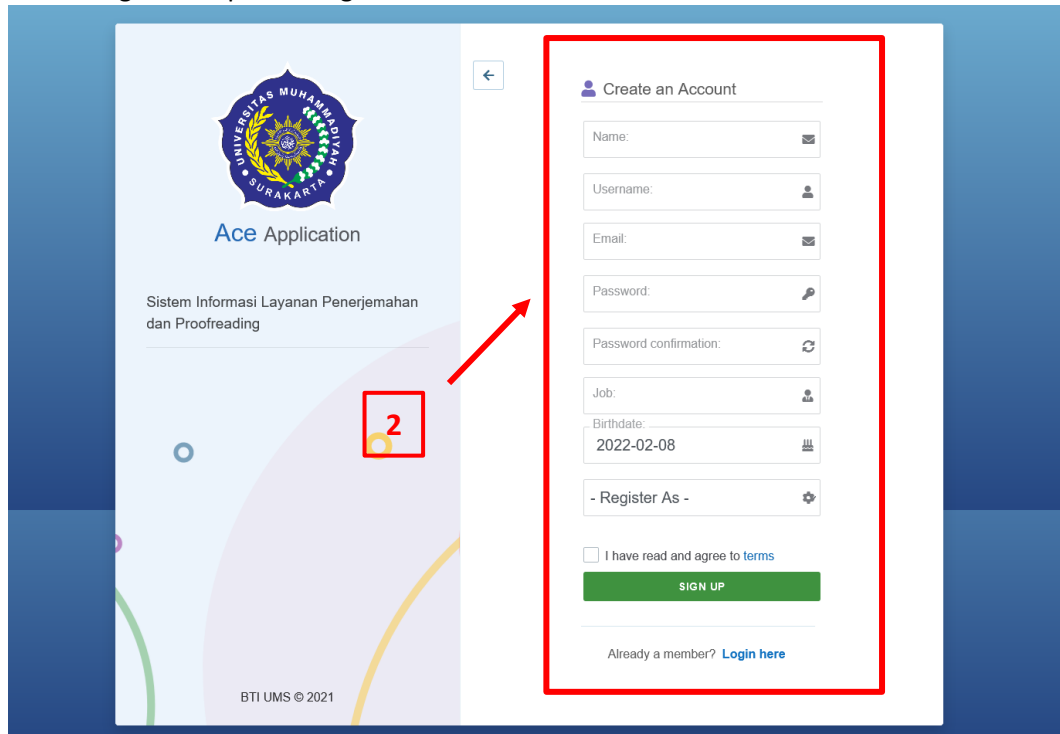 UNIVERSITAS MUHAMMADIYAH
SURAKARTA
Ace Application
Sistem Informasi Layanan Penerjemahan
dan Proofreading
2
BTI UMS © 2021
Create an Account
Name:
Username:
Email:
Password:
Password confirmation:
Job:
Birthdate:
2022-02-08
- Register As -
I have read and agree to terms
SIGN UP
Already a member? Login here